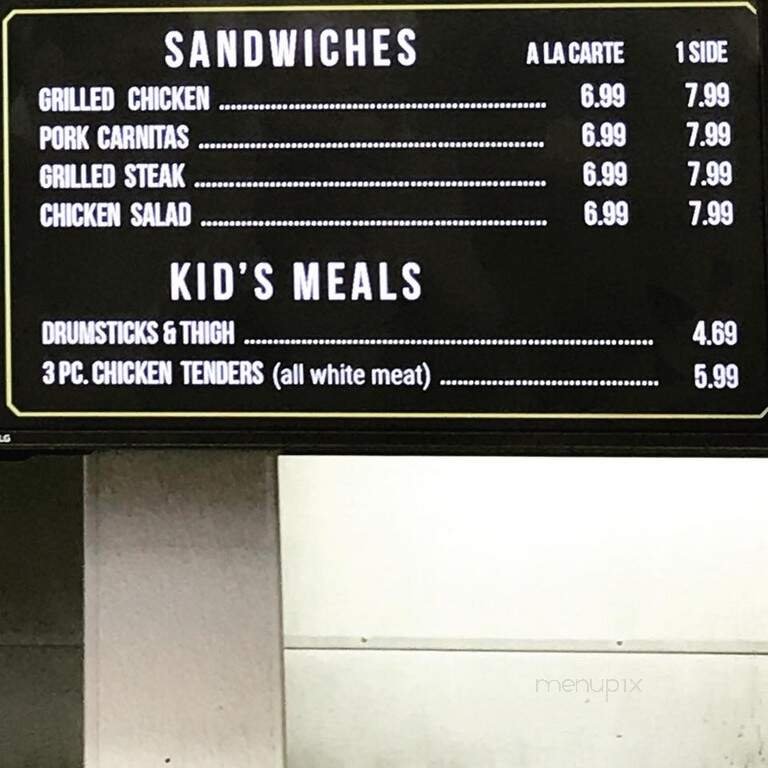 SANDWICHES A LA CARTE 1 SIDE
GRILLED CHICKEN 6.99 7.99
PORK CARNITAS 6.99 7.99
GRILLED STEAK 6.99 7.99
CHICKEN SALAD 6.99 7.99
KID'S MEALS
DRUMSTICKS & THIGH 4.69
3 PC. CHICKEN TENDERS (all white meat) 5.99
LG
menupix